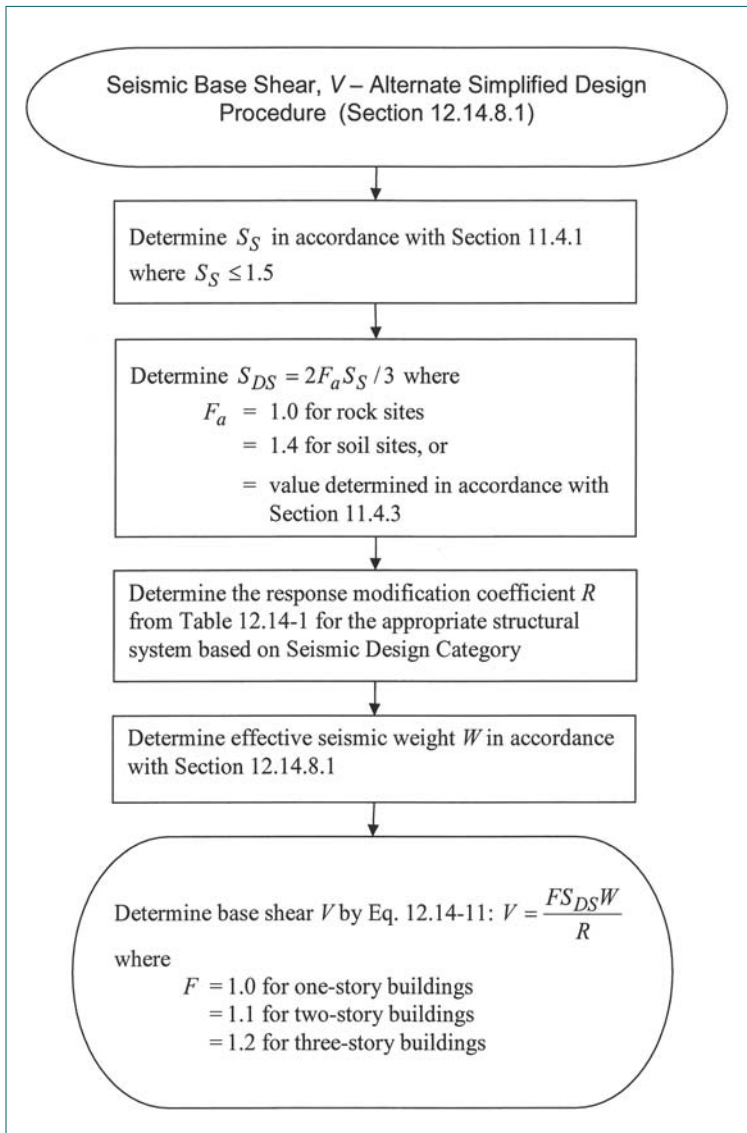 Seismic Base Shear, V – Alternate Simplified Design
Procedure (Section 12.14.8.1)
Determine S_S in accordance with Section 11.4.1
where S_S ≤ 1.5
Determine S_DS = 2F_aS_S /3 where
F_a = 1.0 for rock sites
= 1.4 for soil sites, or
= value determined in accordance with
Section 11.4.3
Determine the response modification coefficient R
from Table 12.14-1 for the appropriate structural
system based on Seismic Design Category
Determine effective seismic weight W in accordance
with Section 12.14.8.1
Determine base shear V by Eq. 12.14-11: V = FS_DSW / R
where
F = 1.0 for one-story buildings
= 1.1 for two-story buildings
= 1.2 for three-story buildings